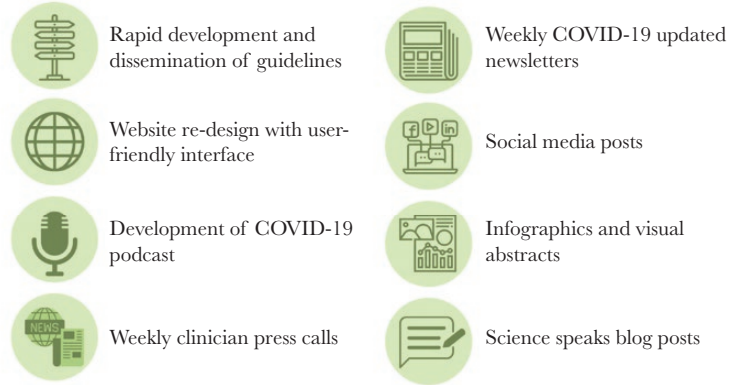 Rapid development and
dissemination of guidelines
Website re-design with user-
friendly interface
Development of COVID-19
podcast
NEWS
Weekly clinician press calls
Weekly COVID-19 updated
newsletters
f
in
Social media posts
Infographics and visual
abstracts
Science speaks blog posts